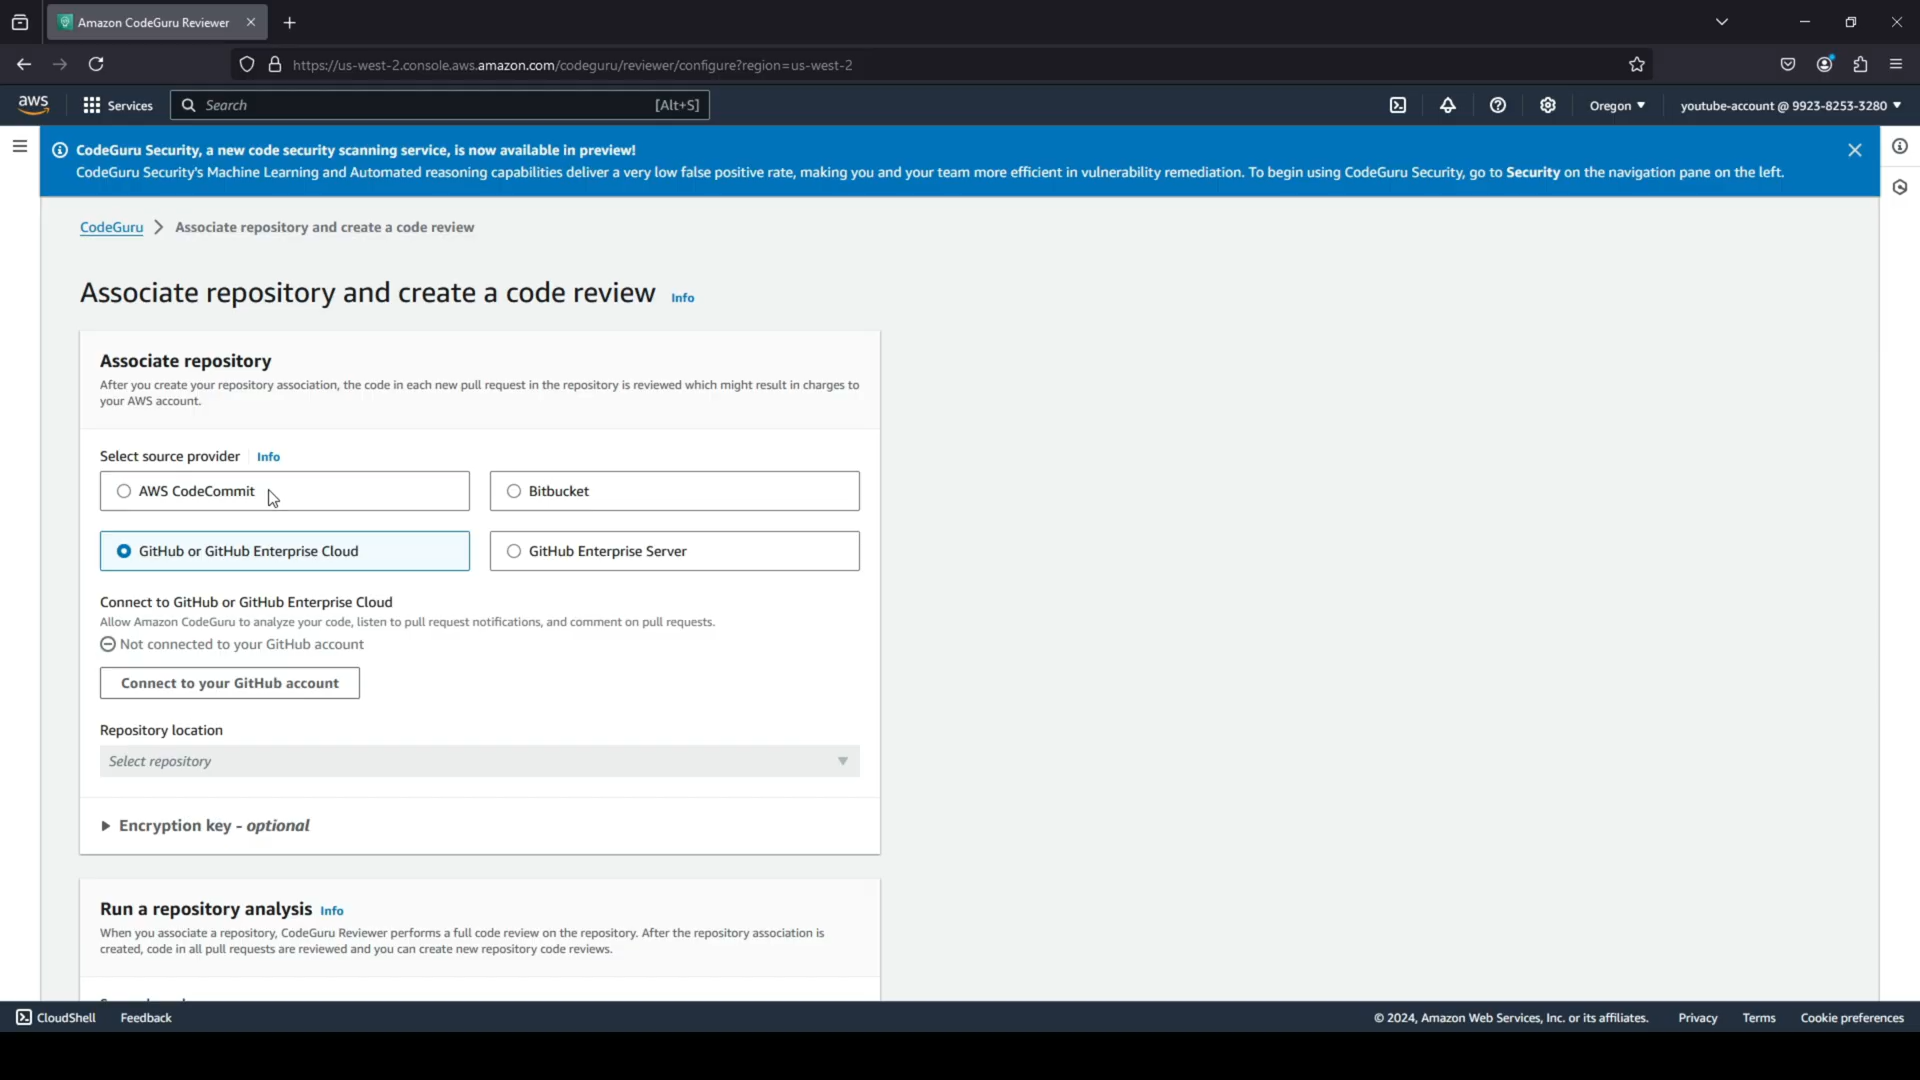 Amazon CodeGuru Reviewer
https://us-west-2.console.aws.amazon.com/codeguru/reviewer/configure?region=us-west-2
aws
Services
Search
[Alt+S]
Oregon
youtube-account @ 9923-8253-3280
CodeGuru Security, a new code security scanning service, is now available in preview!
CodeGuru Security's Machine Learning and Automated reasoning capabilities deliver a very low false positive rate, making you and your team more efficient in vulnerability remediation. To begin using CodeGuru Security, go to Security on the navigation pane on the left.
CodeGuru
Associate repository and create a code review
Associate repository and create a code review Info
Associate repository
After you create your repository association, the code in each new pull request in the repository is reviewed which might result in charges to
your AWS account.
Select source provider Info
AWS CodeCommit
Bitbucket
GitHub or GitHub Enterprise Cloud
GitHub Enterprise Server
Connect to GitHub or GitHub Enterprise Cloud
Allow Amazon CodeGuru to analyze your code, listen to pull request notifications, and comment on pull requests.
Not connected to your GitHub account
Connect to your GitHub account
Repository location
Select repository
Encryption key - optional
Run a repository analysis Info
When you associate a repository, CodeGuru Reviewer performs a full code review on the repository. After the repository association is
created, code in all pull requests are reviewed and you can create new repository code reviews.
CloudShell
Feedback
© 2024, Amazon Web Services, Inc. or its affiliates.
Privacy
Terms
Cookie preferences